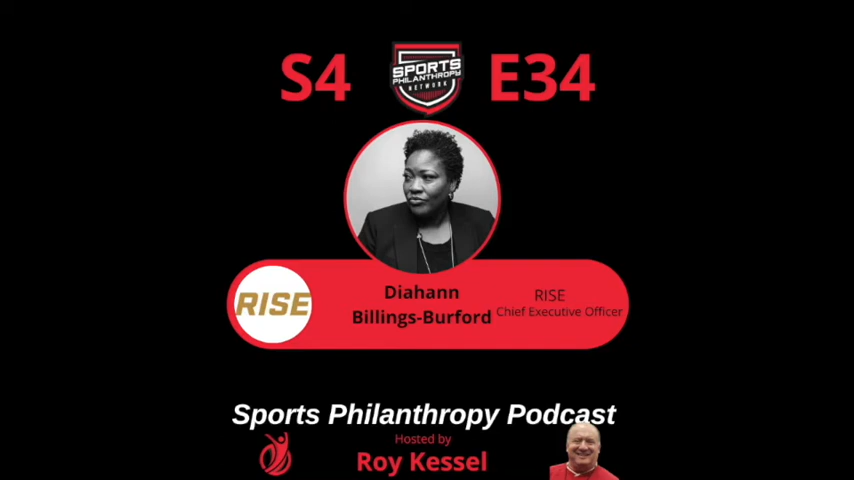 S4
SPORTS
PHILANTHROPY
NETWORK
E34
RISE
Diahann
Billings-Burford
RISE
Chief Executive Officer
Sports Philanthropy Podcast
Hosted by
Roy Kessel